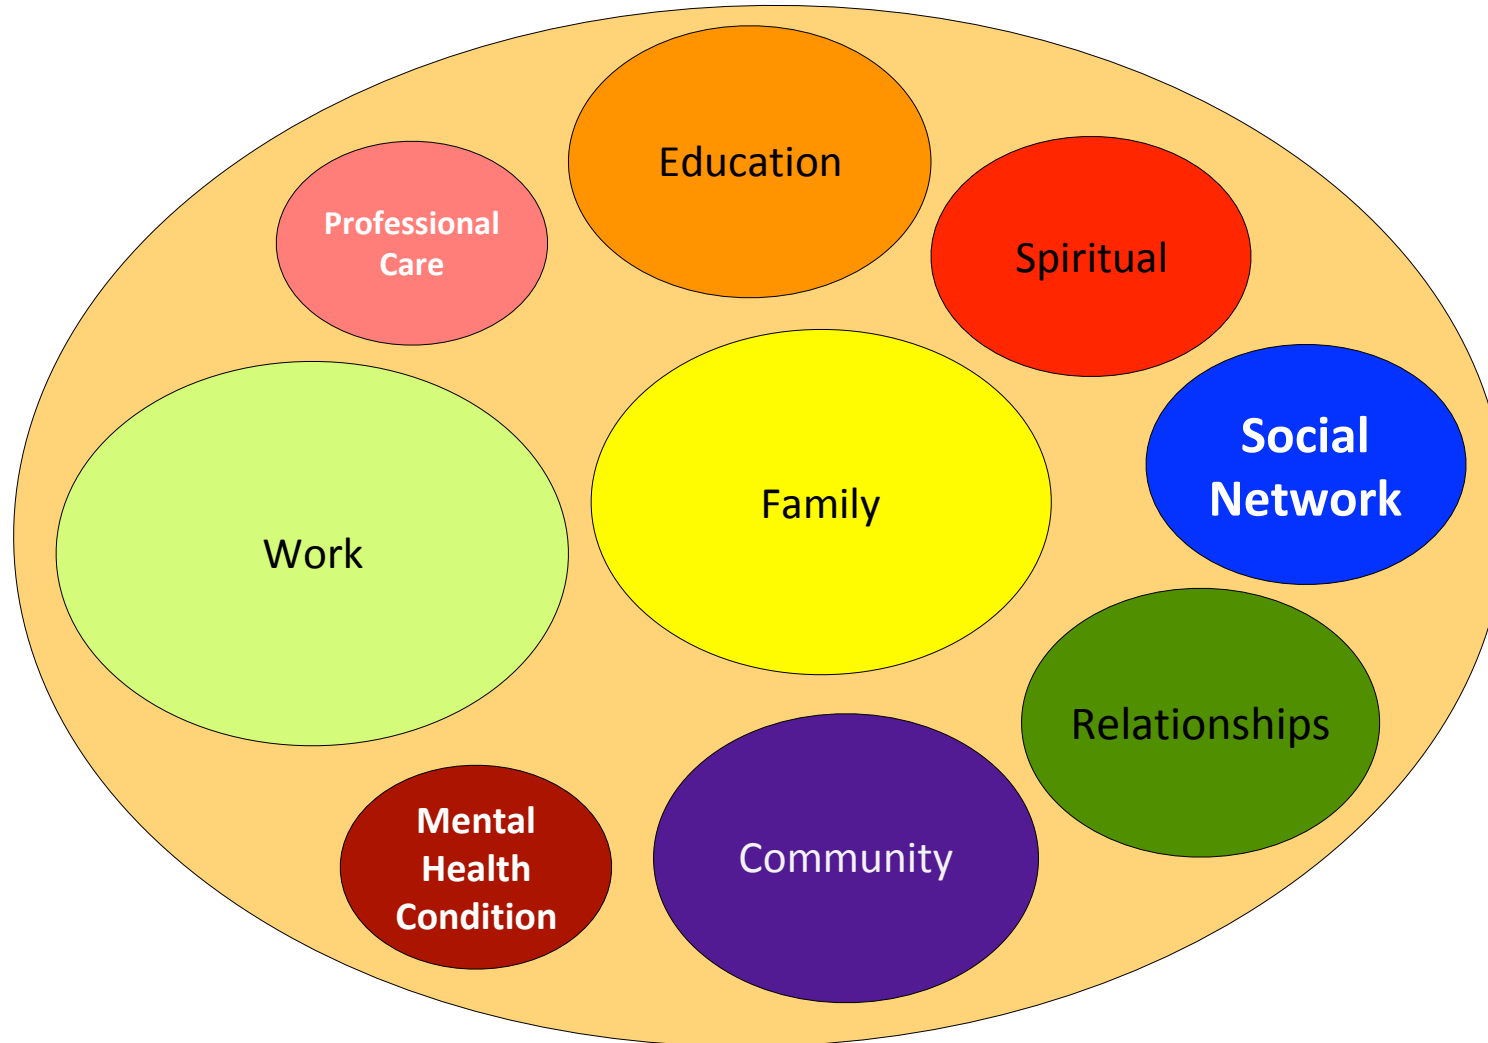 Education
Professional
Care
Spiritual
Social
Network
Family
Work
Relationships
Mental
Health
Condition
Community